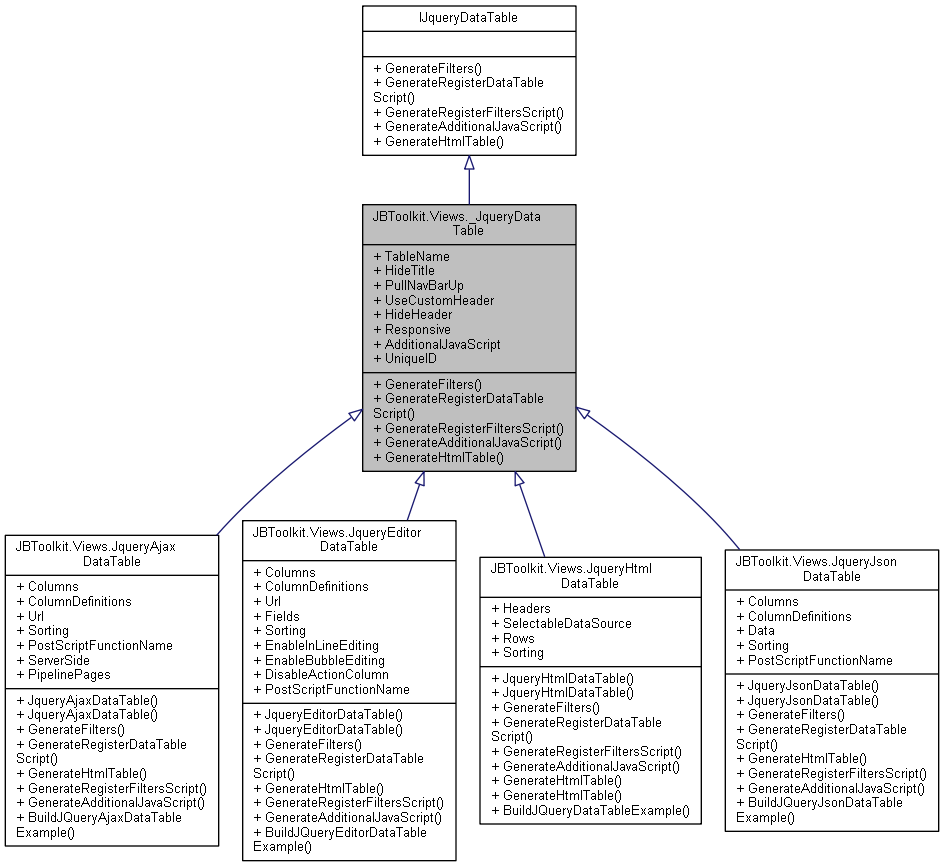 IJqueryDataTable
+ GenerateFilters()
+ GenerateRegisterDataTable
Script()
+ GenerateRegisterFiltersScript()
+ GenerateAdditionalJavaScript()
+ GenerateHtmlTable()
JBToolkit.Views._JqueryData
Table
+ TableName
+ HideTitle
+ PullNavBarUp
+ UseCustomHeader
+ HideHeader
+ Responsive
+ AdditionalJavaScript
+ UniqueID
+ GenerateFilters()
+ GenerateRegisterDataTable
Script()
+ GenerateRegisterFiltersScript()
+ GenerateAdditionalJavaScript()
+ GenerateHtmlTable()
JBToolkit.Views.JqueryAjax
DataTable
+ Columns
+ ColumnDefinitions
+ Url
+ Sorting
+ PostScriptFunctionName
+ ServerSide
+ PipelinePages
+ JqueryAjaxDataTable()
+ JqueryAjaxDataTable()
+ GenerateFilters()
+ GenerateRegisterDataTable
Script()
+ GenerateHtmlTable()
+ GenerateRegisterFiltersScript()
+ GenerateAdditionalJavaScript()
+ BuildJQueryAjaxDataTable
Example()
JBToolkit.Views.JqueryEditor
DataTable
+ Columns
+ ColumnDefinitions
+ Url
+ Fields
+ Sorting
+ EnableInLineEditing
+ EnableBubbleEditing
+ DisableActionColumn
+ PostScriptFunctionName
+ JqueryEditorDataTable()
+ JqueryEditorDataTable()
+ GenerateFilters()
+ GenerateRegisterDataTable
Script()
+ GenerateHtmlTable()
+ GenerateRegisterFiltersScript()
+ GenerateAdditionalJavaScript()
+ BuildJQueryEditorDataTable
Example()
JBToolkit.Views.JqueryHtml
DataTable
+ Headers
+ SelectableDataSource
+ Rows
+ Sorting
+ JqueryHtmlDataTable()
+ JqueryHtmlDataTable()
+ GenerateFilters()
+ GenerateRegisterDataTable
Script()
+ GenerateRegisterFiltersScript()
+ GenerateAdditionalJavaScript()
+ GenerateHtmlTable()
+ GenerateHtmlTable()
+ BuildJQueryDataTableExample()
JBToolkit.Views.JqueryJson
DataTable
+ Columns
+ ColumnDefinitions
+ Data
+ Sorting
+ PostScriptFunctionName
+ JqueryJsonDataTable()
+ JqueryJsonDataTable()
+ GenerateFilters()
+ GenerateRegisterDataTable
Script()
+ GenerateHtmlTable()
+ GenerateRegisterFiltersScript()
+ GenerateAdditionalJavaScript()
+ BuildJQueryJsonDataTable
Example()